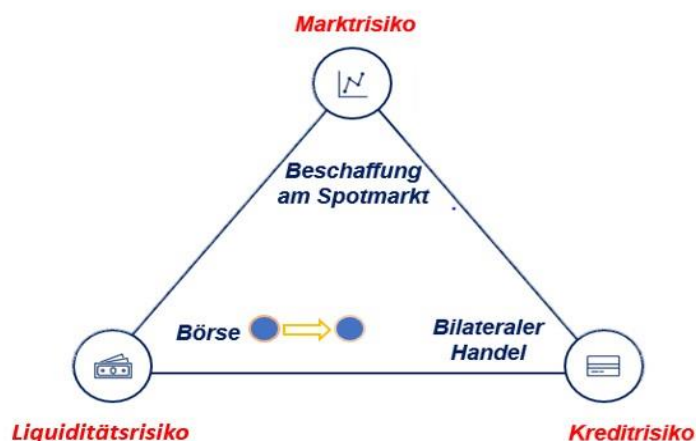 Marktrisiko
Beschaffung
am Spotmarkt
Börse
Bilateraler
Handel
Liquiditätsrisiko
Kreditrisiko